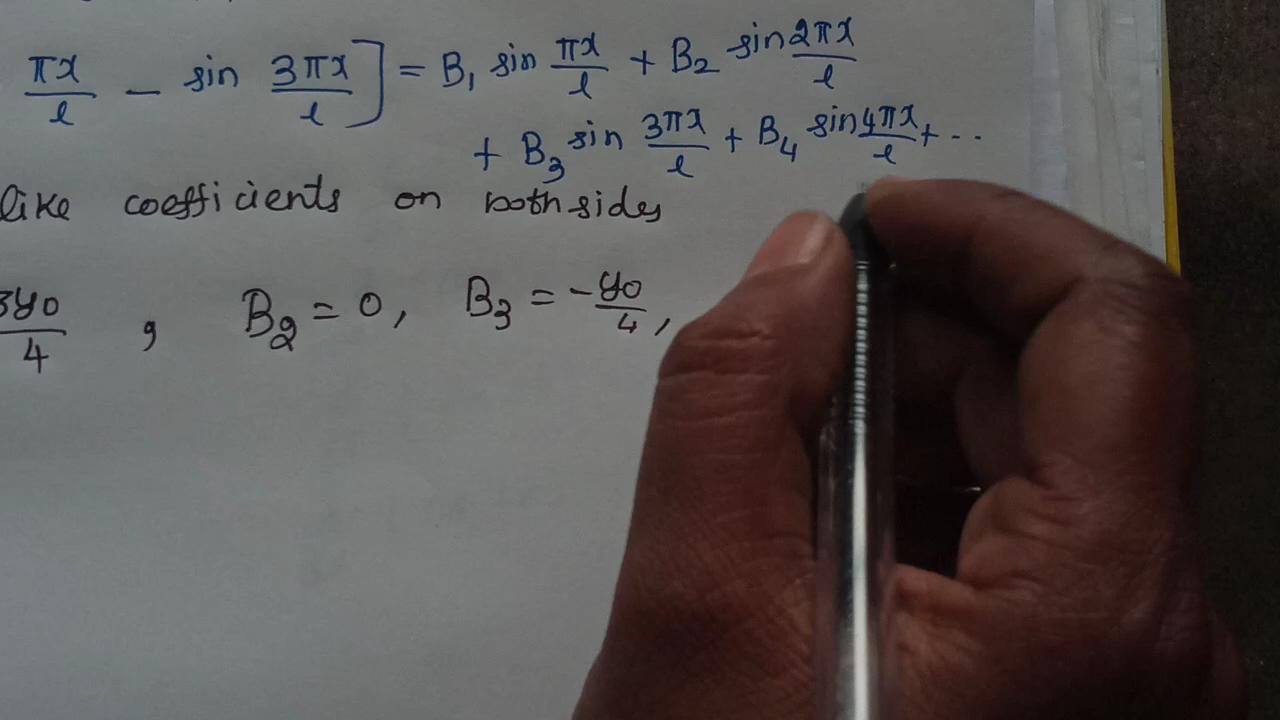 πx/l - sin 3πx/l ] = B₁ sin πx/l + B₂ sin 2πx/l
+ B₃ sin 3πx/l + B₄ sin 4πx/l + ...
like coefficients on both sides
3y₀/4 , B₂ = 0, B₃ = -y₀/4,